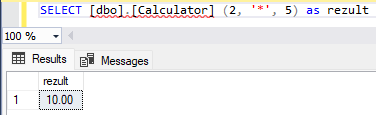 SELECT [dbo].[Calculator] (2, '*', 5) as rezult
100 %
Results Messages
rezult
1 10.00